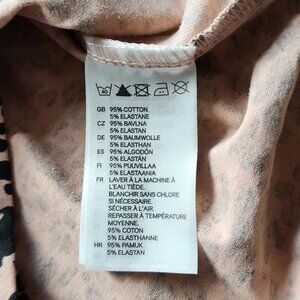 40
GB 95% COTTON
5% ELASTANE
CZ 95% BAVLNA
5% ELASTAN
DE 95% BAUMWOLLE
5% ELASTHAN
ES 95% ALGODÓN
5% ELASTÁN
FI 95% PUUVILLAA
5% ELASTAANIA
FR LAVER À LA MACHINE À
L'EAU TIÈDE.
BLANCHIR SANS CHLORE
SI NÉCESSAIRE.
SÉCHER À L'AIR.
REPASSER À TEMPÉRATURE
MOYENNE.
95% COTON
5% ELASTHANNE
HR 95% PAMUK
5% ELASTAN